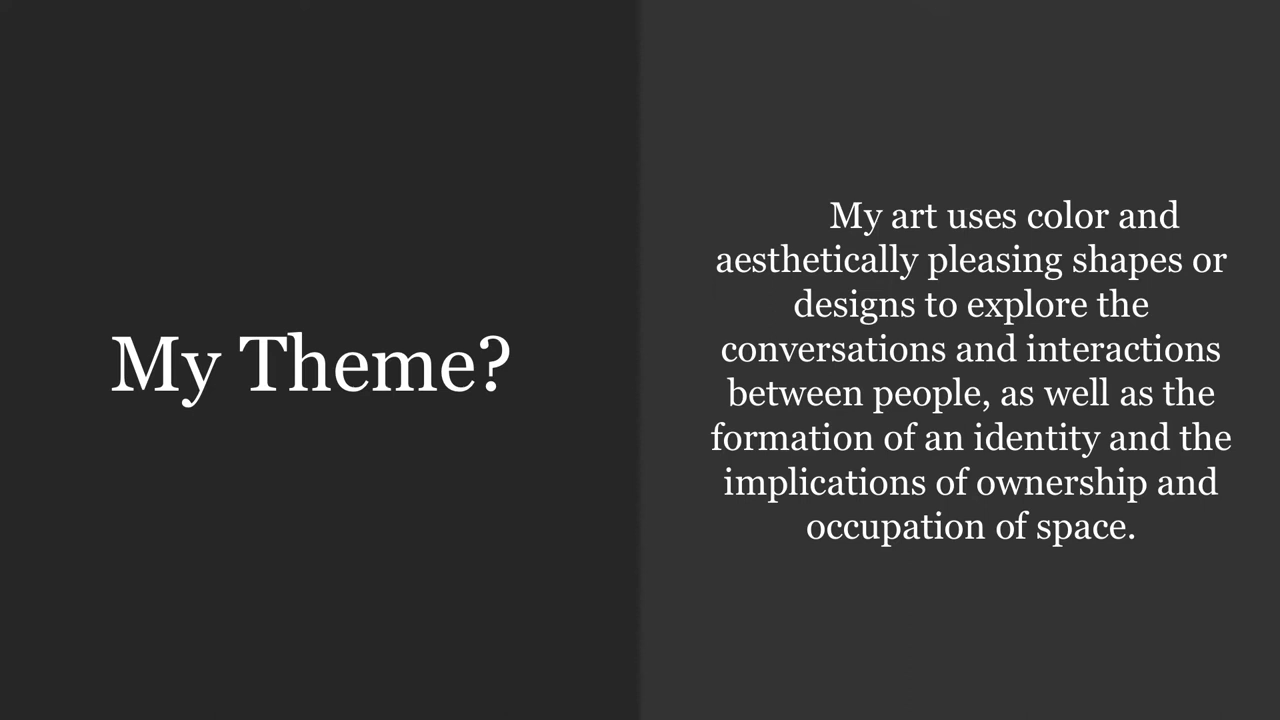 My Theme?
My art uses color and
aesthetically pleasing shapes or
designs to explore the
conversations and interactions
between people, as well as the
formation of an identity and the
implications of ownership and
occupation of space.